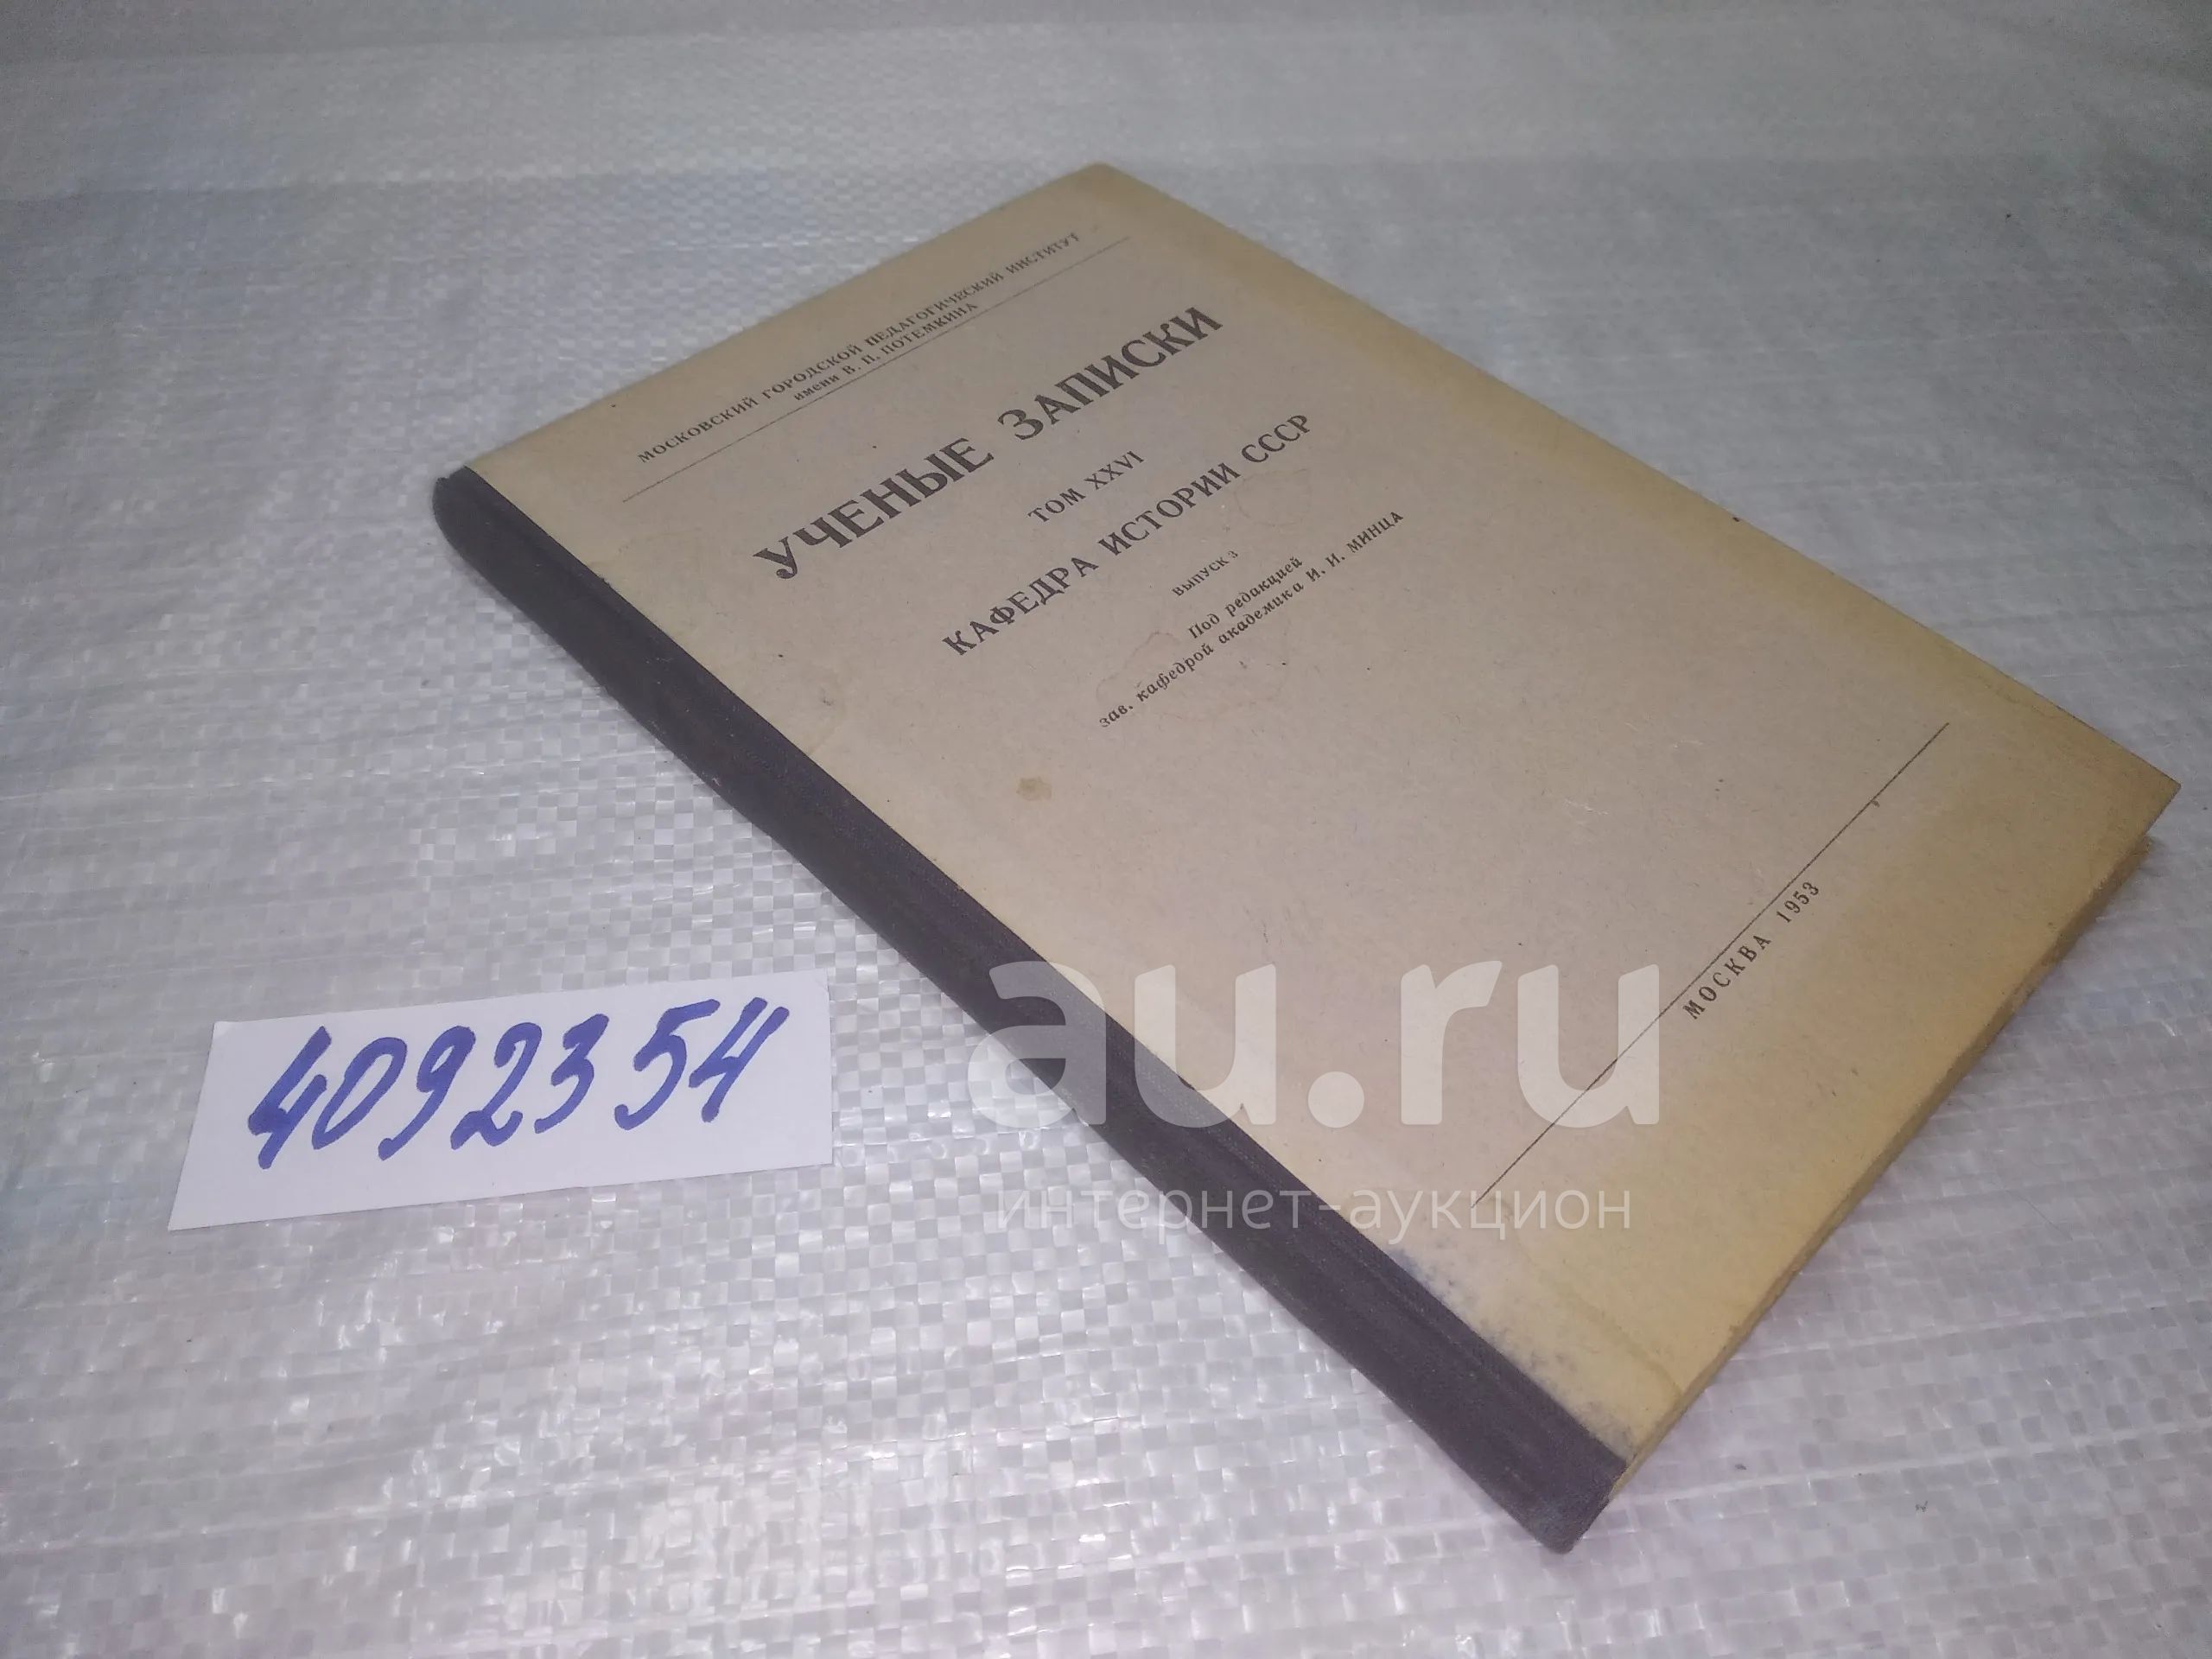 МОСКОВСКИЙ ГОРОДСКОЙ ПЕДАГОГИЧЕСКИЙ ИНСТИТУТ
имени В. П. ПОТЕМКИНА
УЧЕНЫЕ ЗАПИСКИ
ТОМ XXVI
КАФЕДРА ИСТОРИИ СССР
ВЫПУСК 3
Под редакцией
зав. кафедрой академика И. И. МИНЦА
МОСКВА 1953
4092354
au.ru
интернет-аукцион